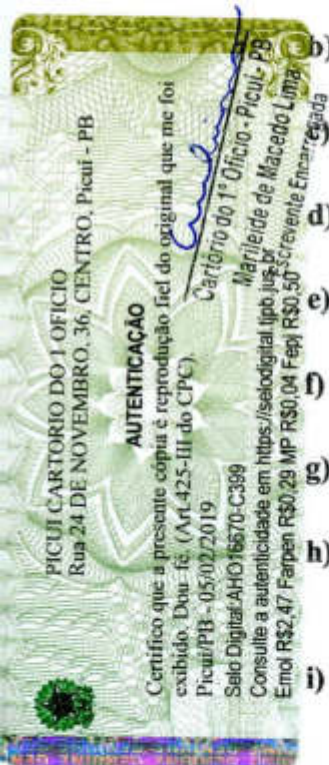 PICUI CARTORIO DO 1 OFICIO
Rua 24 DE NOVEMBRO, 36, CENTRO, Picui - PB
AUTENTICAÇÃO
Certifico que a presente cópia é reprodução fiel do original que me foi
exibido. Dou fé. (Art.425-III do CPC).
Picui/PB - 05/02/2019
Selo Digital: AHO16670-C399
Consulte a autenticidade em https://selodigital.tjpb.jus.br
Emol R$2,47 Farpen R$0,29 MP R$0,04 Fepj R$0,50
Cartório do 1º Ofício - Picuí - PB
Marileide de Macedo Lima
Escrevente Encarregada
b)
d)
e)
f)
g)
h)
i)